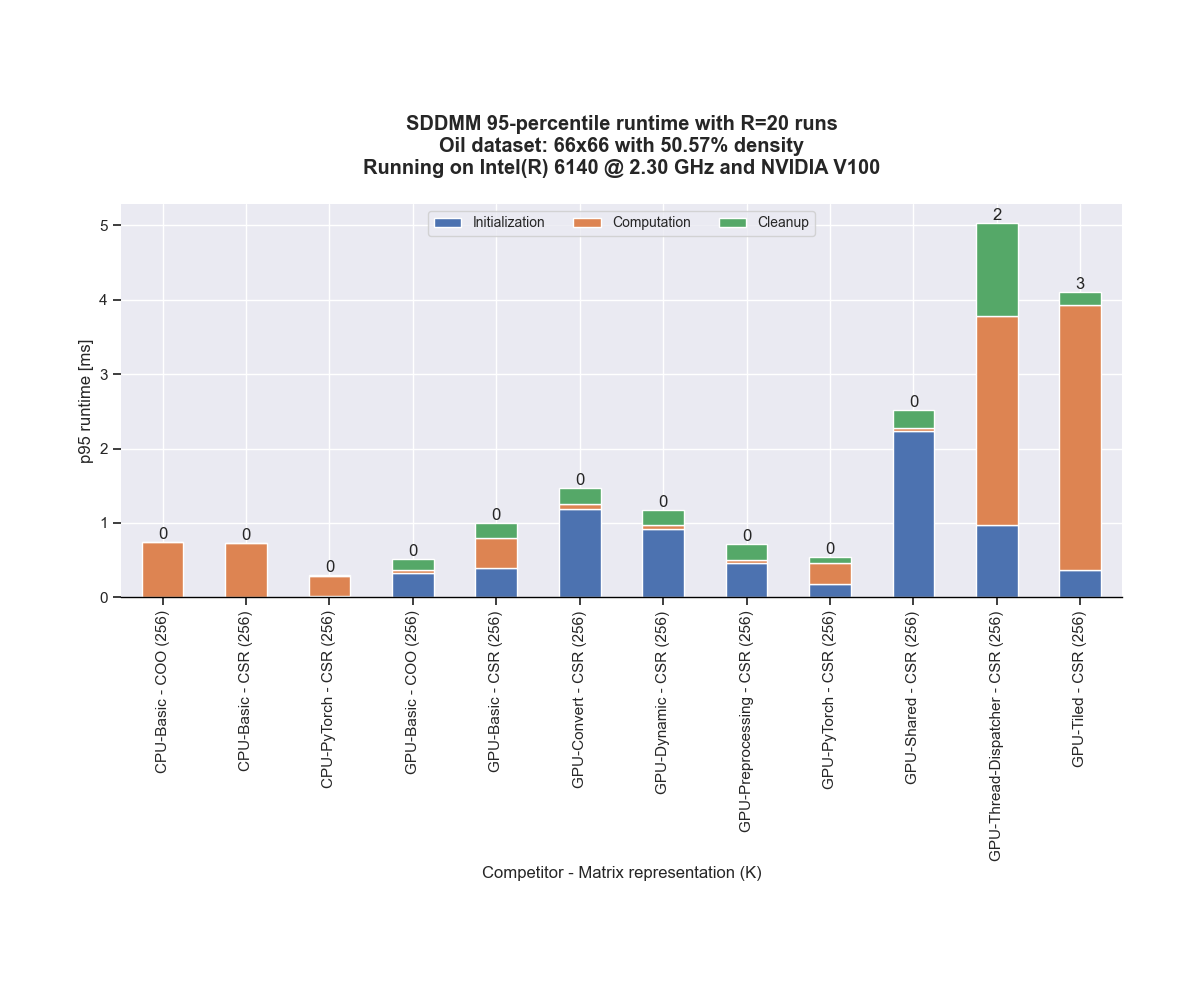 SDDMM 95-percentile runtime with R=20 runs
Oil dataset: 66x66 with 50.57% density
Running on Intel(R) 6140 @ 2.30 GHz and NVIDIA V100
Initialization
Computation
Cleanup
p95 runtime [ms]
5
4
3
2
1
0
0
0
0
0
0
0
0
0
0
0
2
3
CPU-Basic - COO (256)
CPU-Basic - CSR (256)
CPU-PyTorch - CSR (256)
GPU-Basic - COO (256)
GPU-Basic - CSR (256)
GPU-Convert - CSR (256)
GPU-Dynamic - CSR (256)
GPU-Preprocessing - CSR (256)
GPU-PyTorch - CSR (256)
GPU-Shared - CSR (256)
GPU-Thread-Dispatcher - CSR (256)
GPU-Tiled - CSR (256)
Competitor - Matrix representation (K)